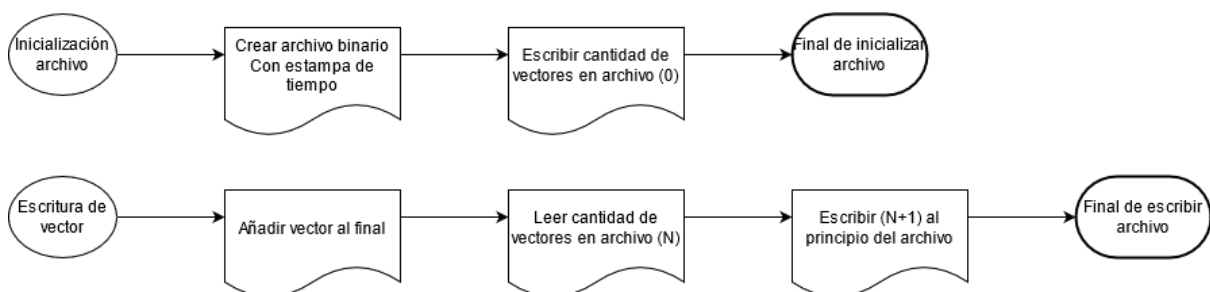 Inicialización
archivo
Crear archivo binario
Con estampa de
tiempo
Escribir cantidad de
vectores en archivo (0)
Final de inicializar
archivo
Escritura de
vector
Añadir vector al final
Leer cantidad de
vectores en archivo (N)
Escribir (N+1) al
principio del archivo
Final de escribir
archivo